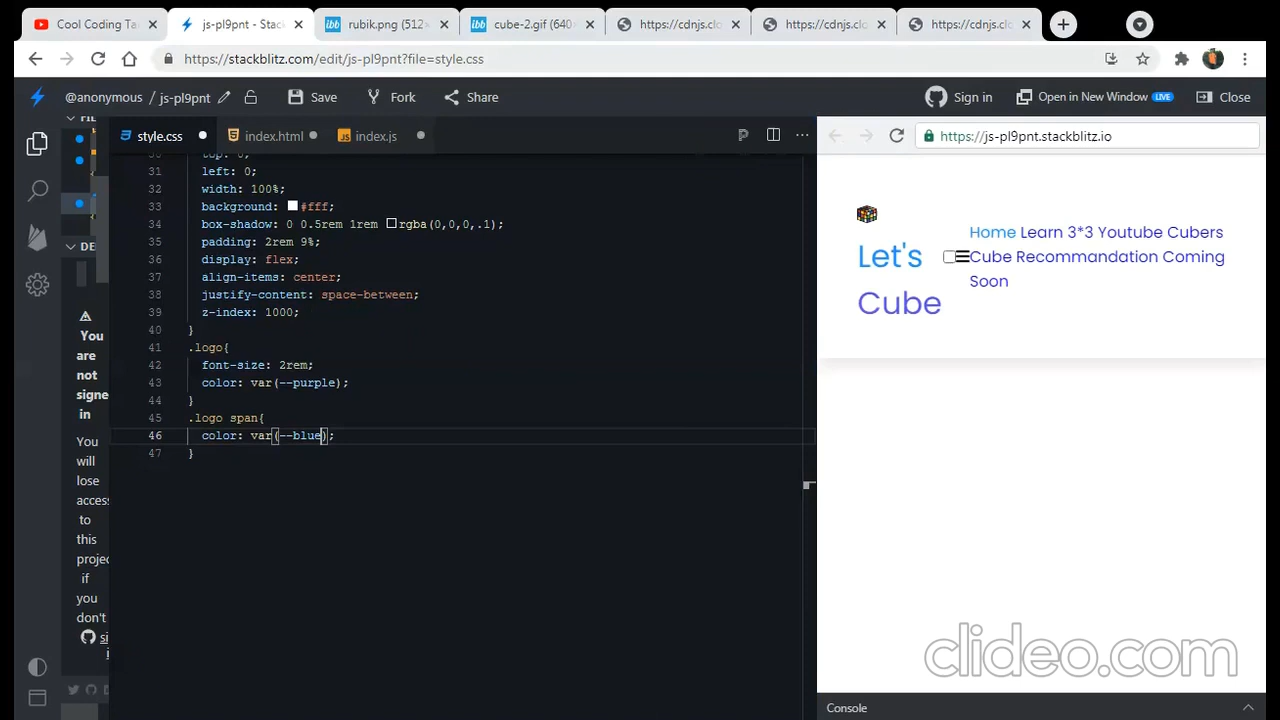 Cool Coding Ta
js-pl9pnt - Stack
rubik.png (512×
cube-2.gif (640×
https://cdnjs.clo
https://cdnjs.clo
https://cdnjs.clo
https://stackblitz.com/edit/js-pl9pnt?file=style.css
@anonymous / js-pl9pnt
Save
Fork
Share
Sign in
Open in New Window LIVE
Close
style.css
index.html
index.js
https://js-pl9pnt.stackblitz.io
DE
You
are
not
signe
in
You
will
lose
access
to
this
projec
if
you
don't
si
31 left: 0;
32 width: 100%;
33 background: #fff;
34 box-shadow: 0 0.5rem 1rem rgba(0,0,0,.1);
35 padding: 2rem 9%;
36 display: flex;
37 align-items: center;
38 justify-content: space-between;
39 z-index: 1000;
40 }
41 .logo{
42 font-size: 2rem;
43 color: var(--purple);
44 }
45 .logo span{
46 color: var(--blue);
47 }
Let's
Cube
Home Learn 3*3 Youtube Cubers
Cube Recommandation Coming
Soon
clideo.com
Console